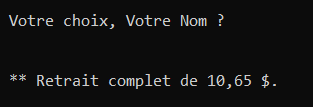 Votre choix, Votre Nom ?
** Retrait complet de 10,65 $.